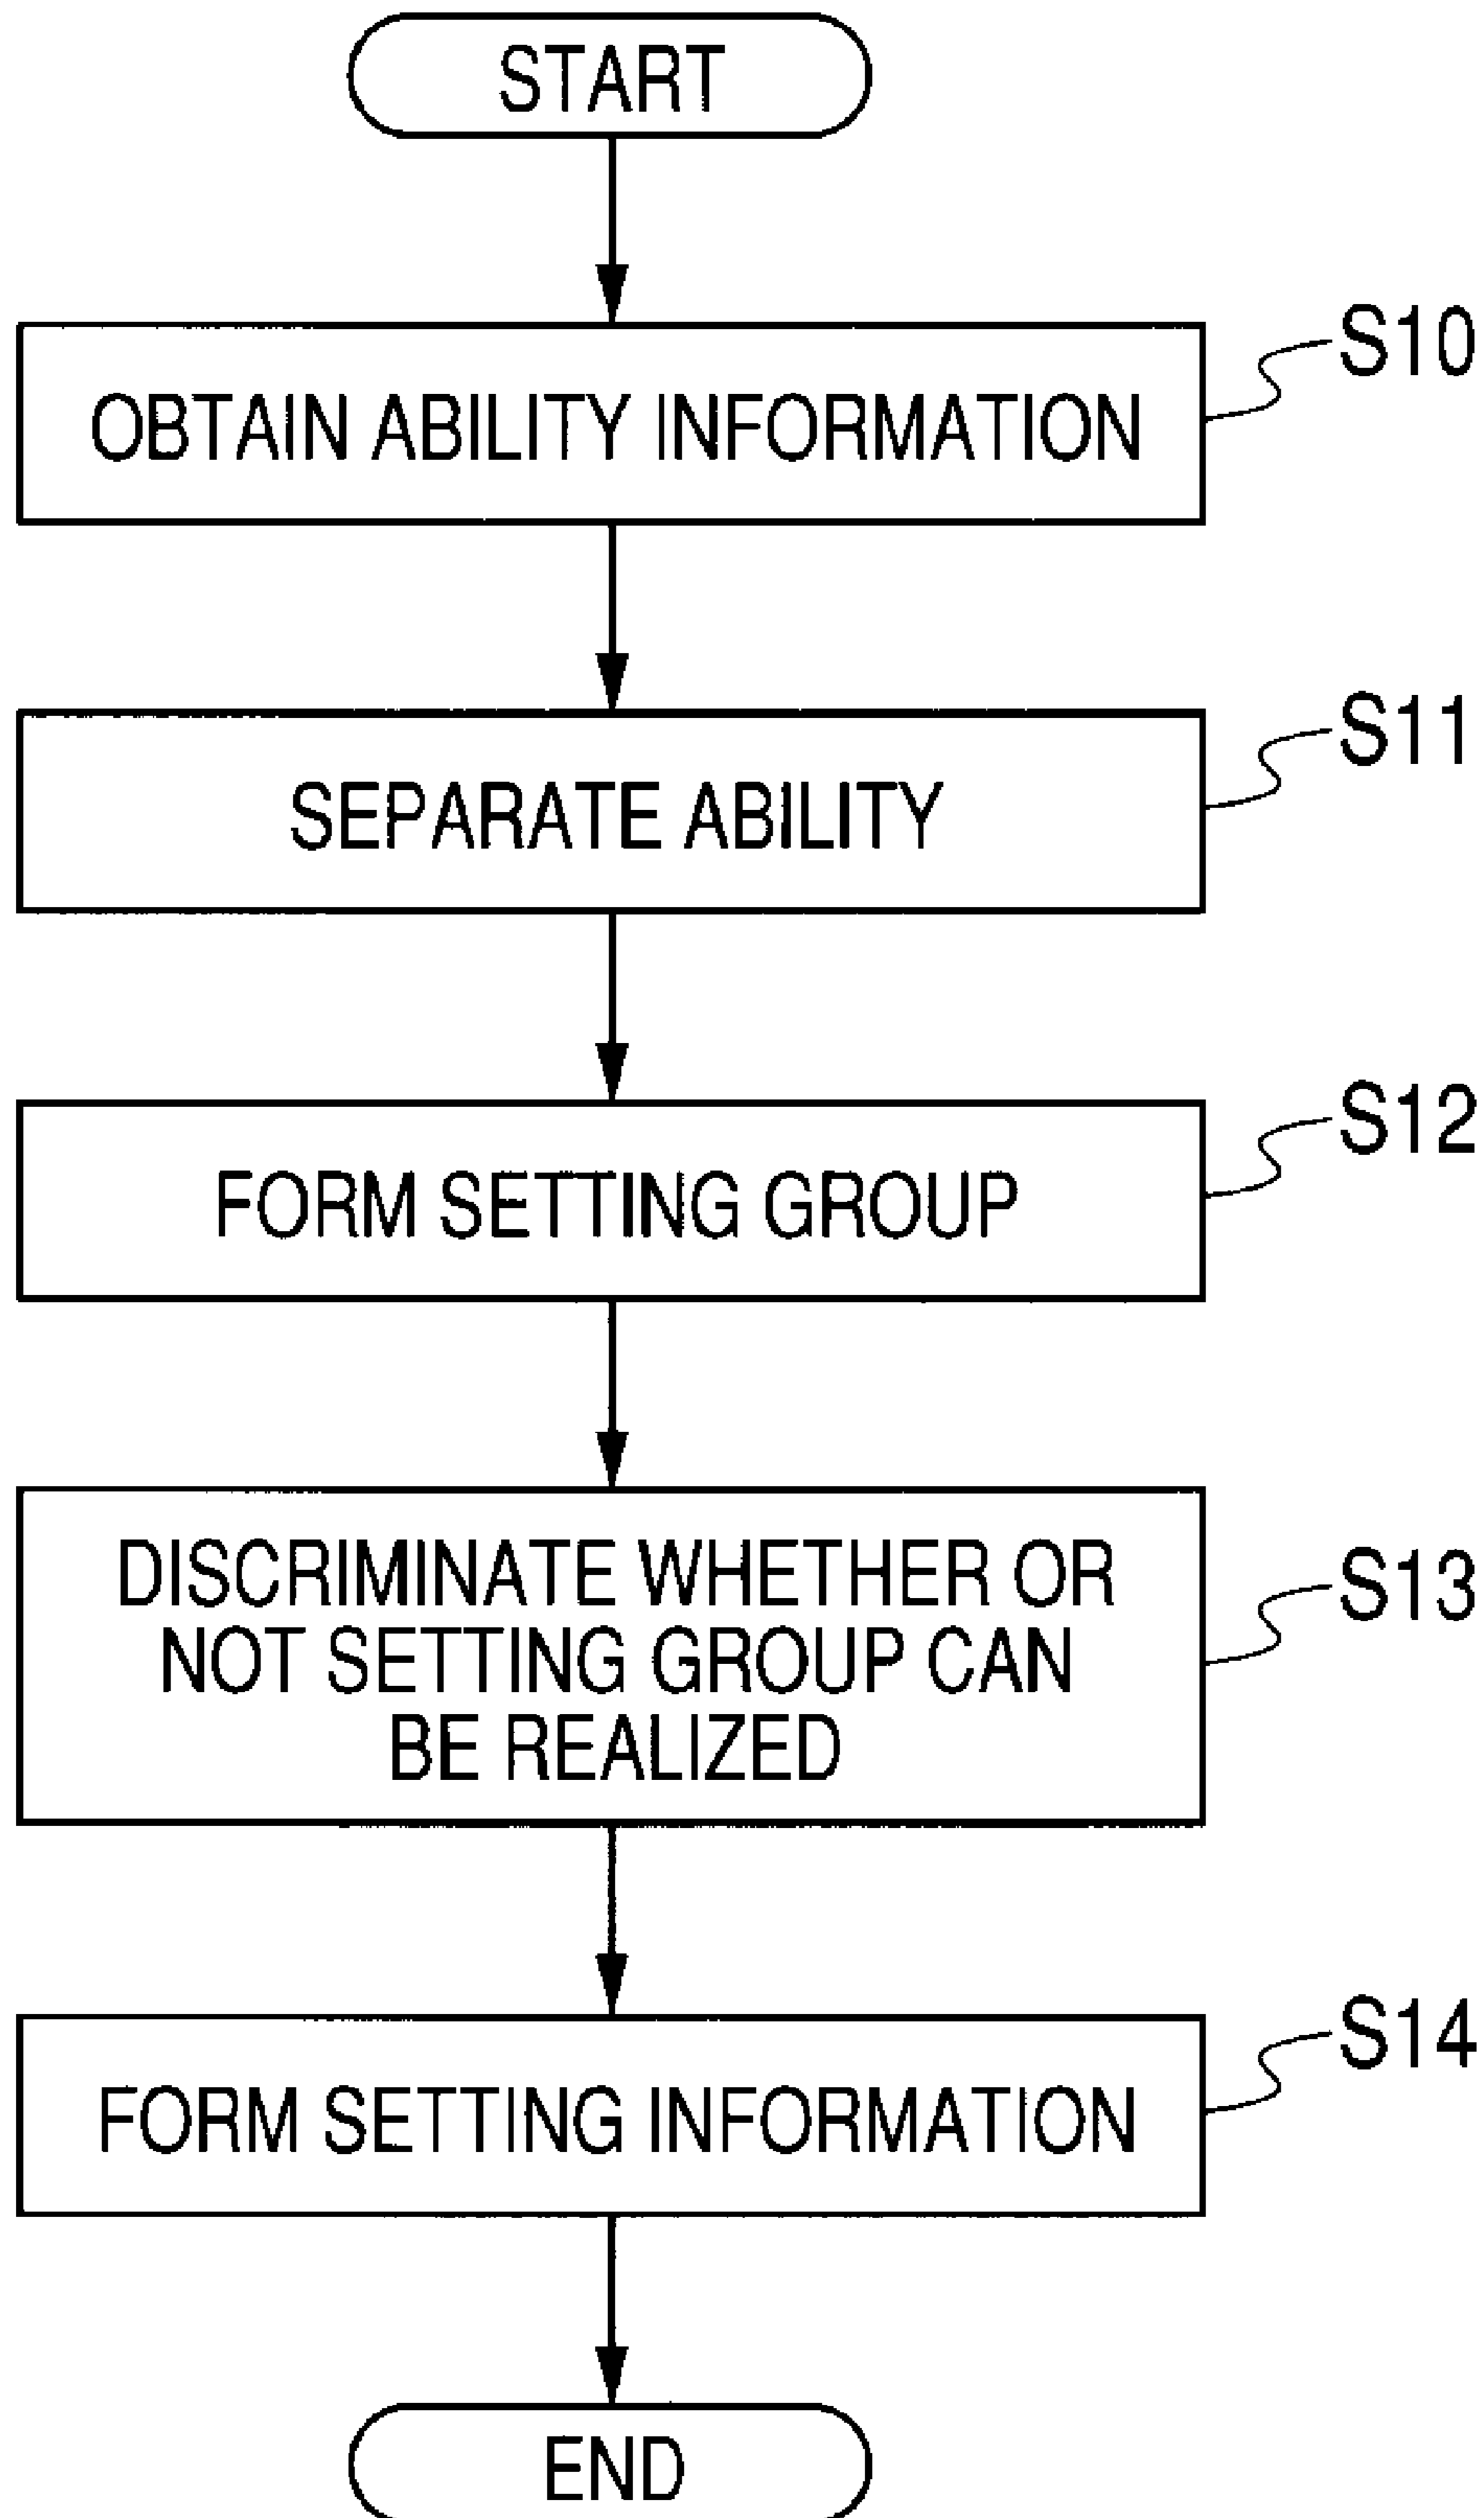 START
OBTAIN ABILITY INFORMATION
S10
SEPARATE ABILITY
S11
FORM SETTING GROUP
S12
DISCRIMINATE WHETHER OR
NOT SETTING GROUP CAN
BE REALIZED
S13
FORM SETTING INFORMATION
S14
END